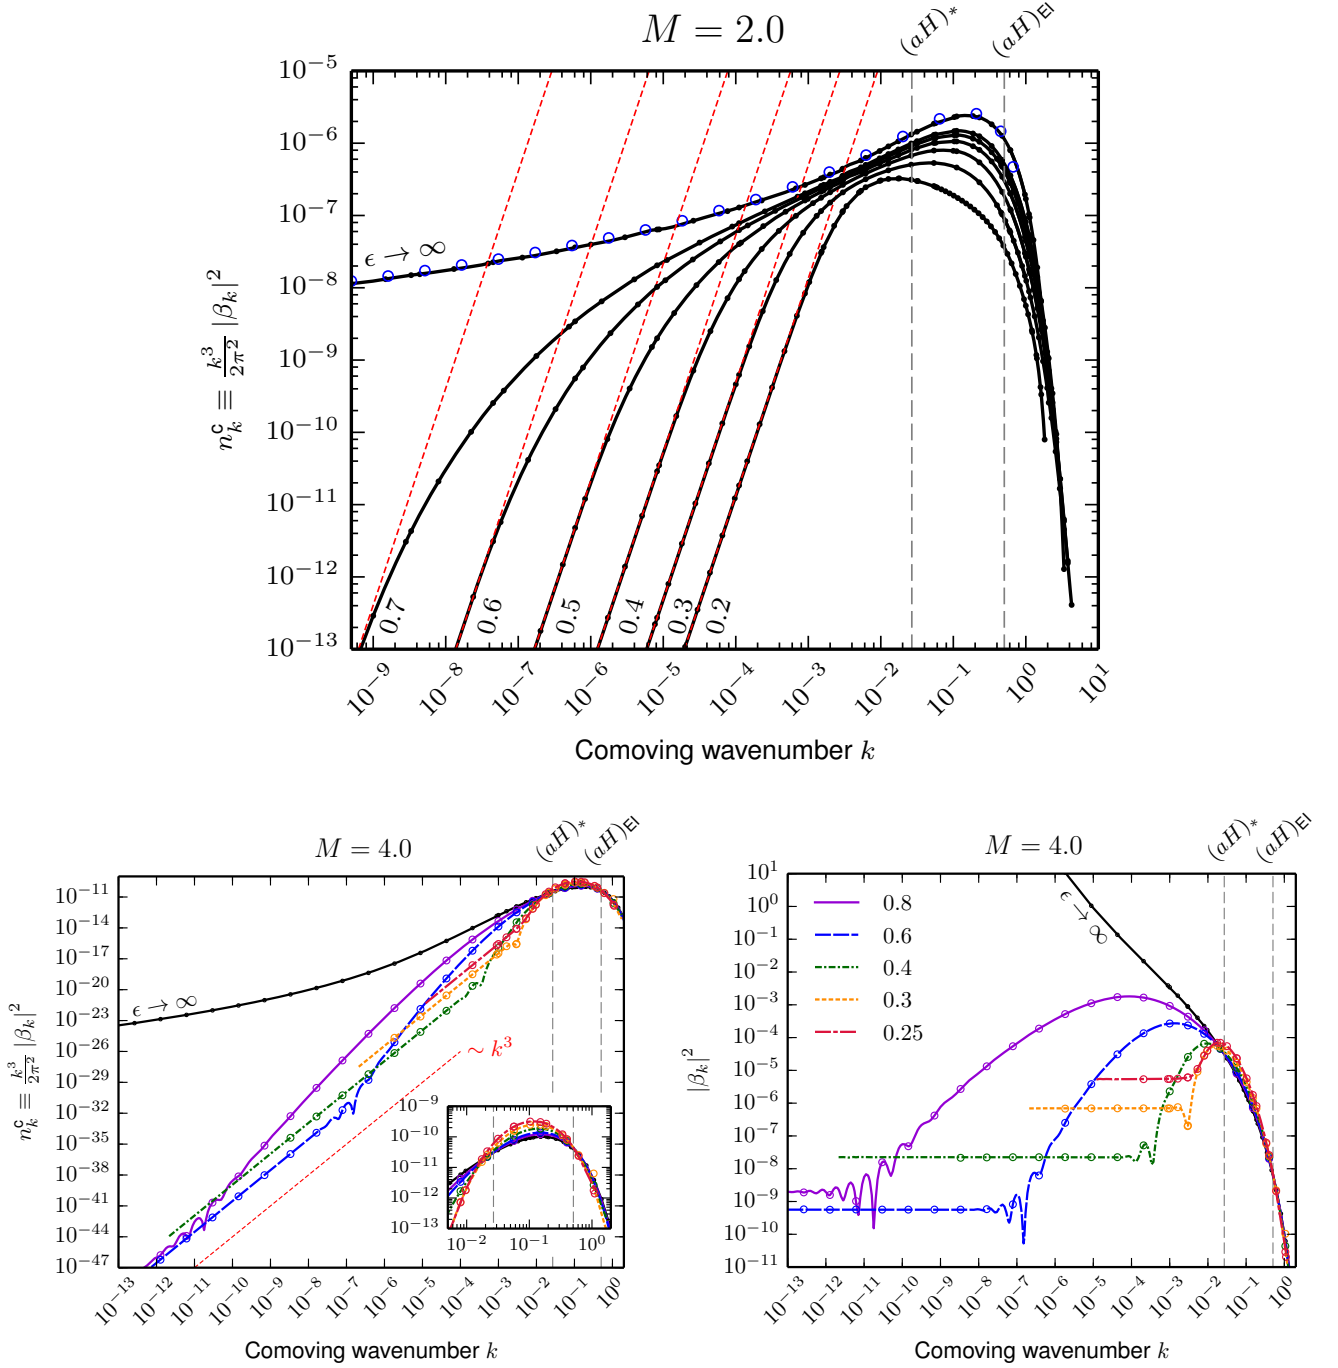 M = 2.0
(aH)* (aH)EI
10^−5
10^−6
10^−7
10^−8
10^−9
10^−10
10^−11
10^−12
10^−13
n_k^c ≡ k^3/2π^2 |β_k|^2
ϵ → ∞
0.7 0.6 0.5 0.4 0.3 0.2
10^−9 10^−8 10^−7 10^−6 10^−5 10^−4 10^−3 10^−2 10^−1 10^0 10^1
Comoving wavenumber k
M = 4.0
(aH)* (aH)EI
10^−11
10^−14
10^−17
10^−20
10^−23
10^−26
10^−29
10^−32
10^−35
10^−38
10^−41
10^−44
10^−47
n_k^c ≡ k^3/2π^2 |β_k|^2
ϵ → ∞
∼ k^3
10^−9
10^−10
10^−11
10^−12
10^−13
10^−2 10^−1 10^0
10^−13 10^−12 10^−11 10^−10 10^−9 10^−8 10^−7 10^−6 10^−5 10^−4 10^−3 10^−2 10^−1 10^0
Comoving wavenumber k
M = 4.0
(aH)* (aH)EI
10^1
10^0
10^−1
10^−2
10^−3
10^−4
10^−5
10^−6
10^−7
10^−8
10^−9
10^−10
10^−11
|β_k|^2
ϵ → ∞
0.8
0.6
0.4
0.3
0.25
10^−13 10^−12 10^−11 10^−10 10^−9 10^−8 10^−7 10^−6 10^−5 10^−4 10^−3 10^−2 10^−1 10^0
Comoving wavenumber k